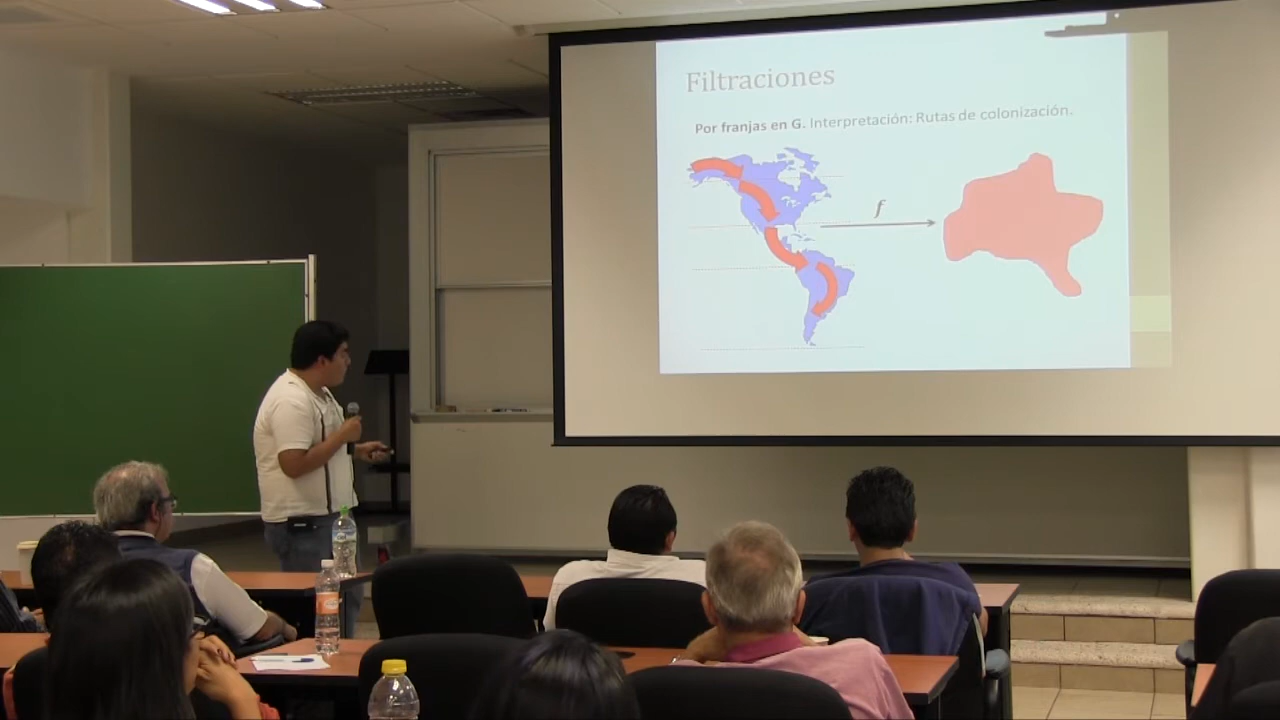 Filtraciones
Por franjas en G. Interpretación: Rutas de colonización.
f